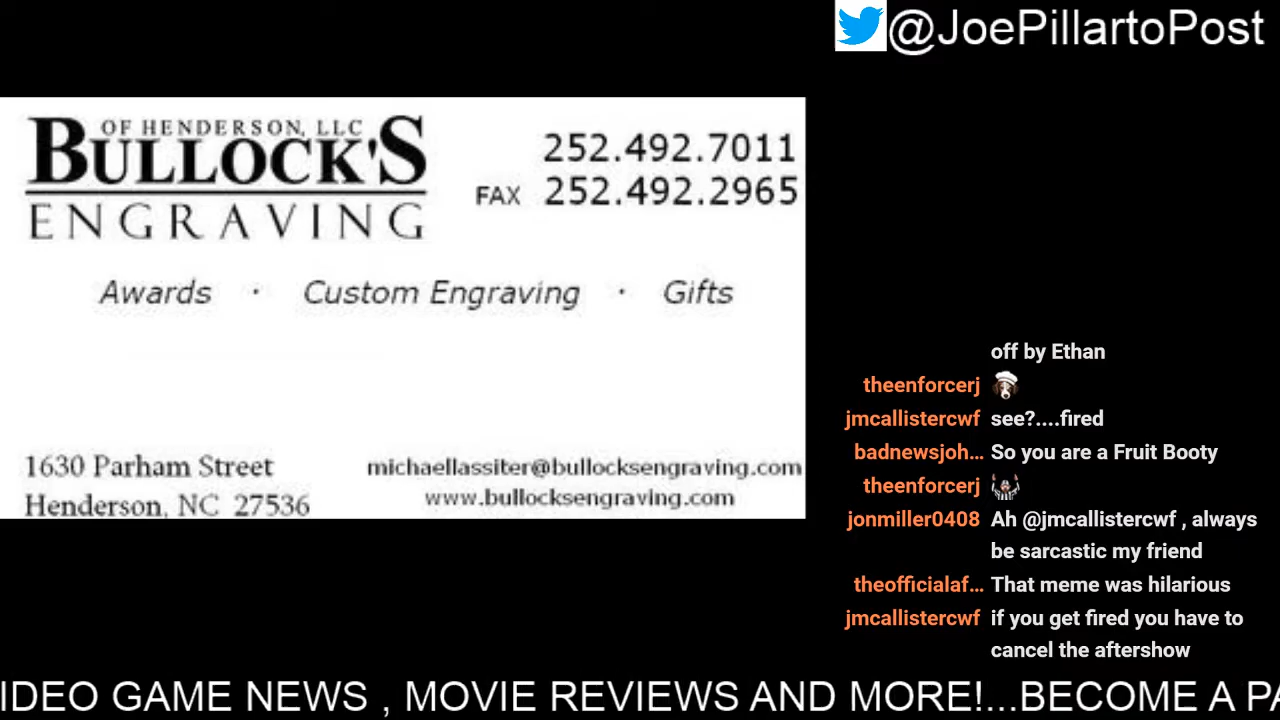 @JoePillartoPost
OF HENDERSON, LLC
BULLOCK'S
ENGRAVING
252.492.7011
FAX 252.492.2965
Awards · Custom Engraving · Gifts
1630 Parham Street
Henderson, NC 27536
michaellassiter@bullocksengraving.com
www.bullocksengraving.com
off by Ethan
theenforcerj
jmcallistercwf see?....fired
badnewsjoh... So you are a Fruit Booty
theenforcerj
jonmiller0408 Ah @jmcallistercwf , always
be sarcastic my friend
theofficialaf... That meme was hilarious
jmcallistercwf if you get fired you have to
cancel the aftershow
IDEO GAME NEWS , MOVIE REVIEWS AND MORE!...BECOME A PA